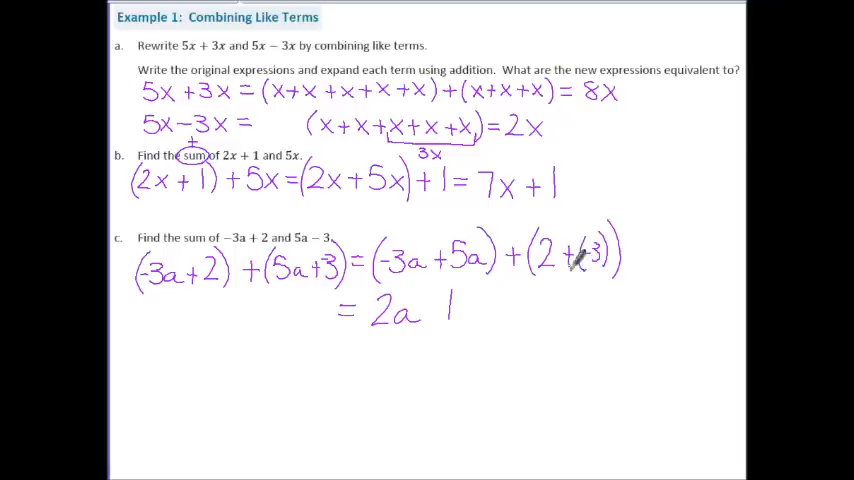 Example 1: Combining Like Terms
a. Rewrite 5x + 3x and 5x − 3x by combining like terms.
Write the original expressions and expand each term using addition. What are the new expressions equivalent to?
5x + 3x = (x+x+x+x+x) + (x+x+x) = 8x
5x − 3x = (x+x+x+x+x) = 2x
3x
+
b. Find the sum of 2x + 1 and 5x.
(2x + 1) + 5x = (2x + 5x) + 1 = 7x + 1
c. Find the sum of −3a + 2 and 5a − 3.
(-3a + 2) + (5a + -3) = (-3a + 5a) + (2 + (-3))
= 2a 1